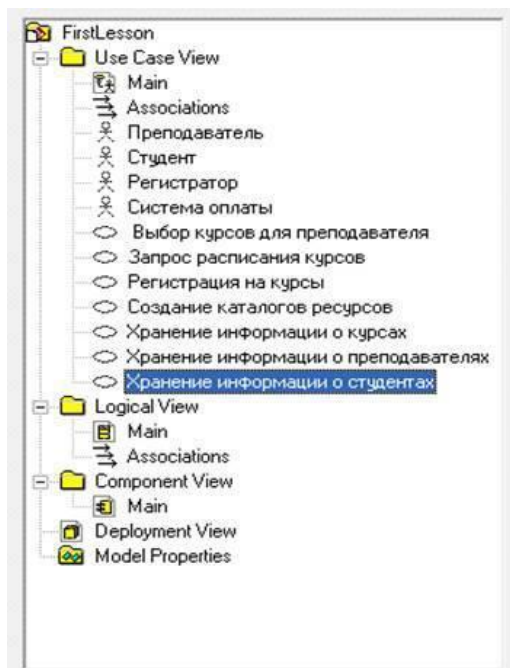 FirstLesson
Use Case View
Main
Associations
Преподаватель
Студент
Регистратор
Система оплаты
Выбор курсов для преподавателя
Запрос расписания курсов
Регистрация на курсы
Создание каталогов ресурсов
Хранение информации о курсах
Хранение информации о преподавателях
Хранение информации о студентах
Logical View
Main
Associations
Component View
Main
Deployment View
Model Properties